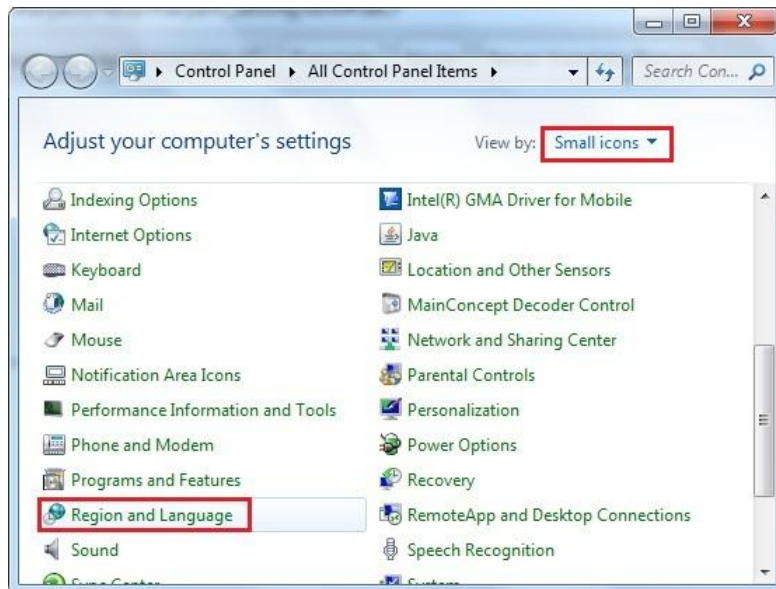 Control Panel ▸ All Control Panel Items ▸
Search Con...
Adjust your computer's settings
View by: Small icons
Indexing Options
Intel(R) GMA Driver for Mobile
Internet Options
Java
Keyboard
Location and Other Sensors
Mail
MainConcept Decoder Control
Mouse
Network and Sharing Center
Notification Area Icons
Parental Controls
Performance Information and Tools
Personalization
Phone and Modem
Power Options
Programs and Features
Recovery
Region and Language
RemoteApp and Desktop Connections
Sound
Speech Recognition
Sync Center
System